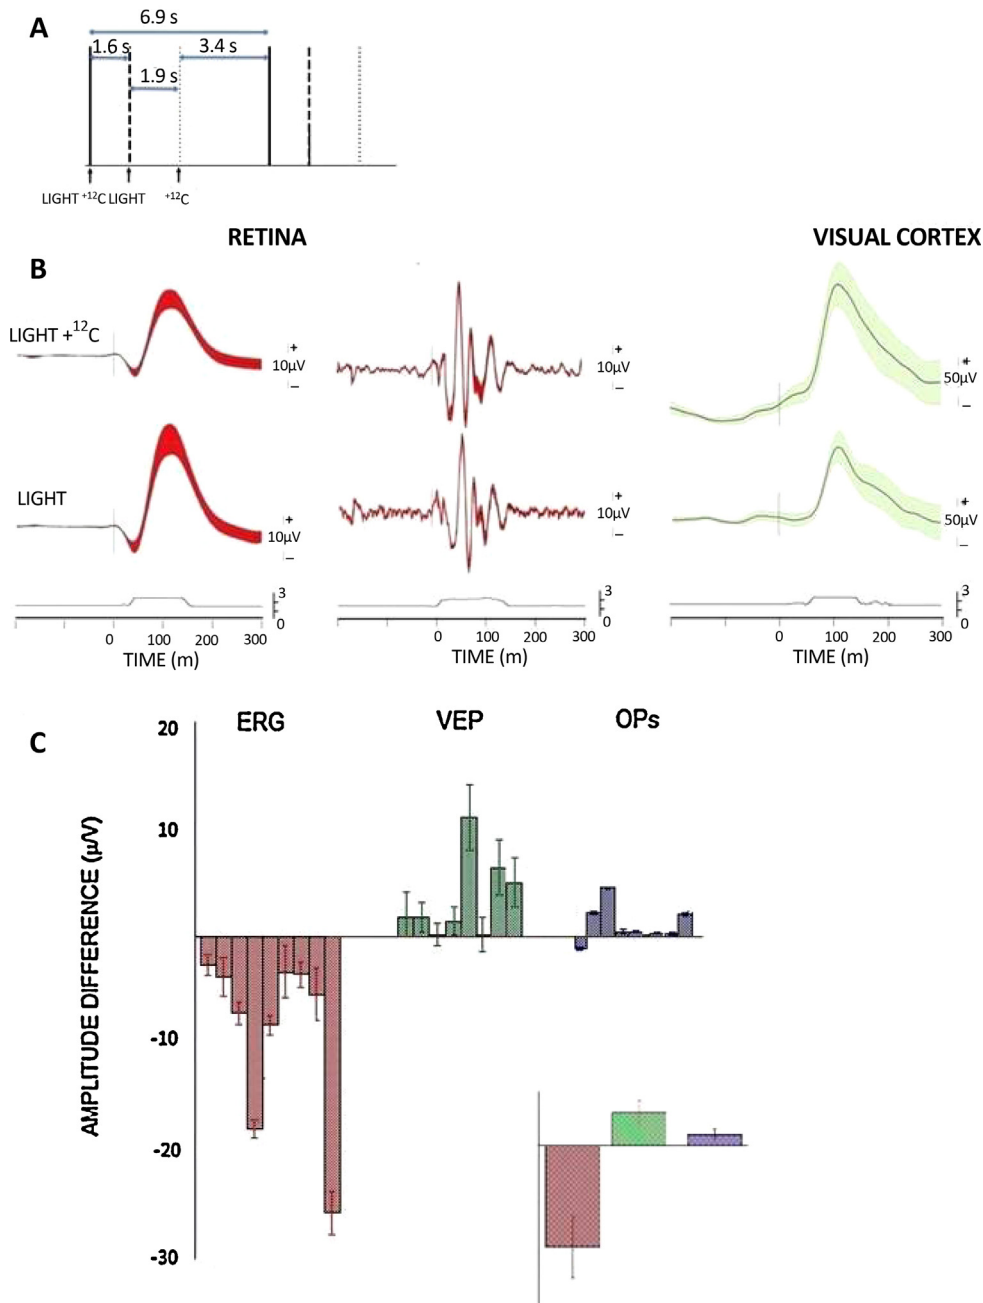 A
6.9 s
1.6 s
3.4 s
1.9 s
LIGHT +12C LIGHT +12C
RETINA
VISUAL CORTEX
B
LIGHT +12C
+
10µV
–
+
10µV
–
+
50µV
–
LIGHT
+
10µV
–
+
10µV
–
+
50µV
–
3
0
3
0
3
0
0 100 200 300
0 100 200 300
0 100 200 300
TIME (m)
TIME (m)
TIME (m)
C
ERG
VEP
OPs
AMPLITUDE DIFFERENCE (µ/V)
20
10
-10
-20
-30